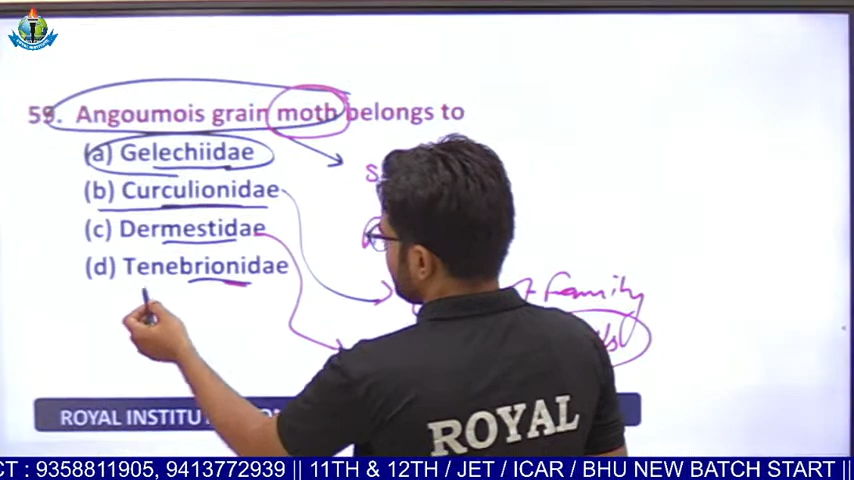 59. Angoumois grain moth belongs to
(a) Gelechiidae
(b) Curculionidae
(c) Dermestidae
(d) Tenebrionidae
Family
ROYAL INSTITU
ROYAL
CT : 9358811905, 9413772939 || 11TH & 12TH / JET / ICAR / BHU NEW BATCH START ||